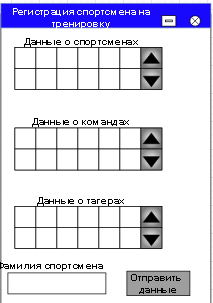 Регистрация спортсмена на
тренировку
Данные о спортсменах
Данные о командах
Данные о тагерах
Фамилия спортсмена
Отправить
данные